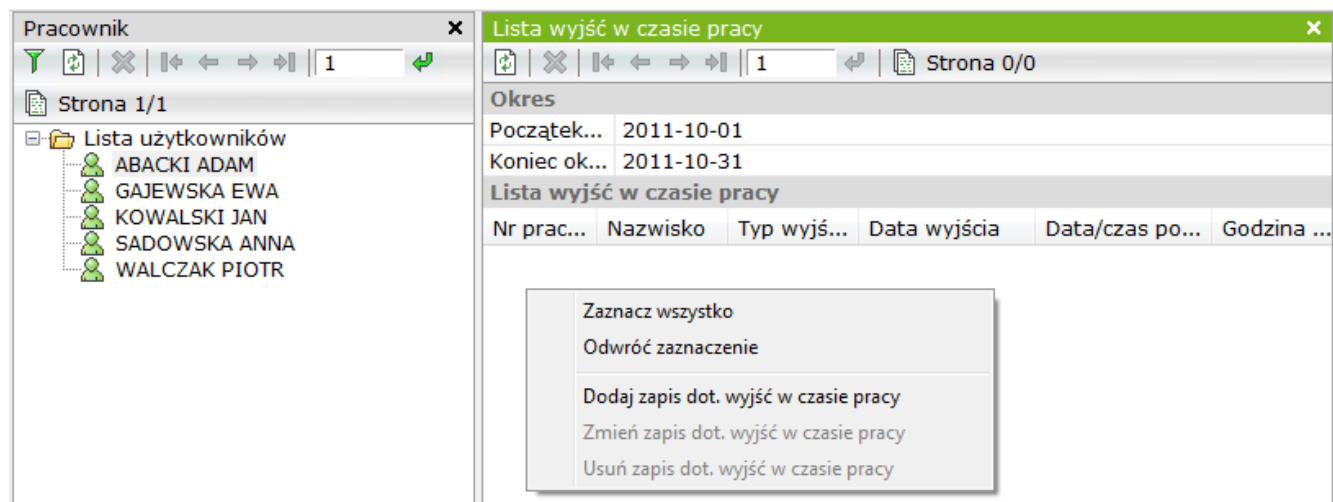 Pracownik
1
Strona 1/1
Lista użytkowników
ABACKI ADAM
GAJEWSKA EWA
KOWALSKI JAN
SADOWSKA ANNA
WALCZAK PIOTR
Lista wyjść w czasie pracy
1 Strona 0/0
Okres
Początek... 2011-10-01
Koniec ok... 2011-10-31
Lista wyjść w czasie pracy
Nr prac... Nazwisko Typ wyjś... Data wyjścia Data/czas po... Godzina ...
Zaznacz wszystko
Odwróć zaznaczenie
Dodaj zapis dot. wyjść w czasie pracy
Zmień zapis dot. wyjść w czasie pracy
Usuń zapis dot. wyjść w czasie pracy